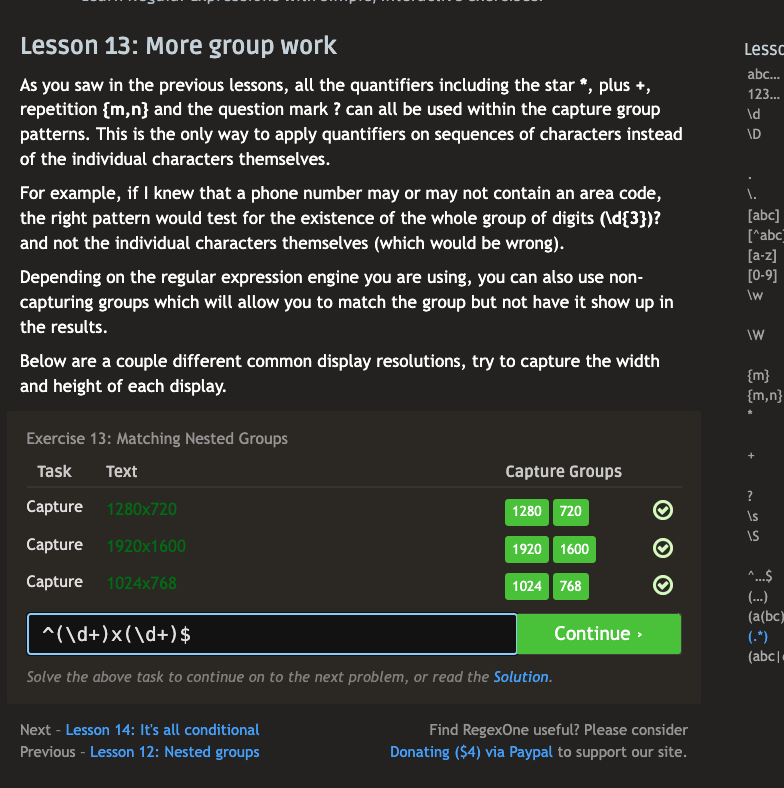 Lesson 13: More group work
As you saw in the previous lessons, all the quantifiers including the star *, plus +,
repetition {m,n} and the question mark ? can all be used within the capture group
patterns. This is the only way to apply quantifiers on sequences of characters instead
of the individual characters themselves.
For example, if I knew that a phone number may or may not contain an area code,
the right pattern would test for the existence of the whole group of digits (\d{3})?
and not the individual characters themselves (which would be wrong).
Depending on the regular expression engine you are using, you can also use non-
capturing groups which will allow you to match the group but not have it show up in
the results.
Below are a couple different common display resolutions, try to capture the width
and height of each display.
Exercise 13: Matching Nested Groups
Task Text Capture Groups
Capture 1280x720 1280 720
Capture 1920x1600 1920 1600
Capture 1024x768 1024 768
^(\d+)x(\d+)$ Continue ›
Solve the above task to continue on to the next problem, or read the Solution.
Next – Lesson 14: It's all conditional
Previous – Lesson 12: Nested groups
Find RegexOne useful? Please consider
Donating ($4) via Paypal to support our site.
abc…
123…
\d
\D
.
\.
[abc]
[^abc]
[a-z]
[0-9]
\w
\W
{m}
{m,n}
*
+
?
\s
\S
^…$
(…)
(a(bc)
(.*)